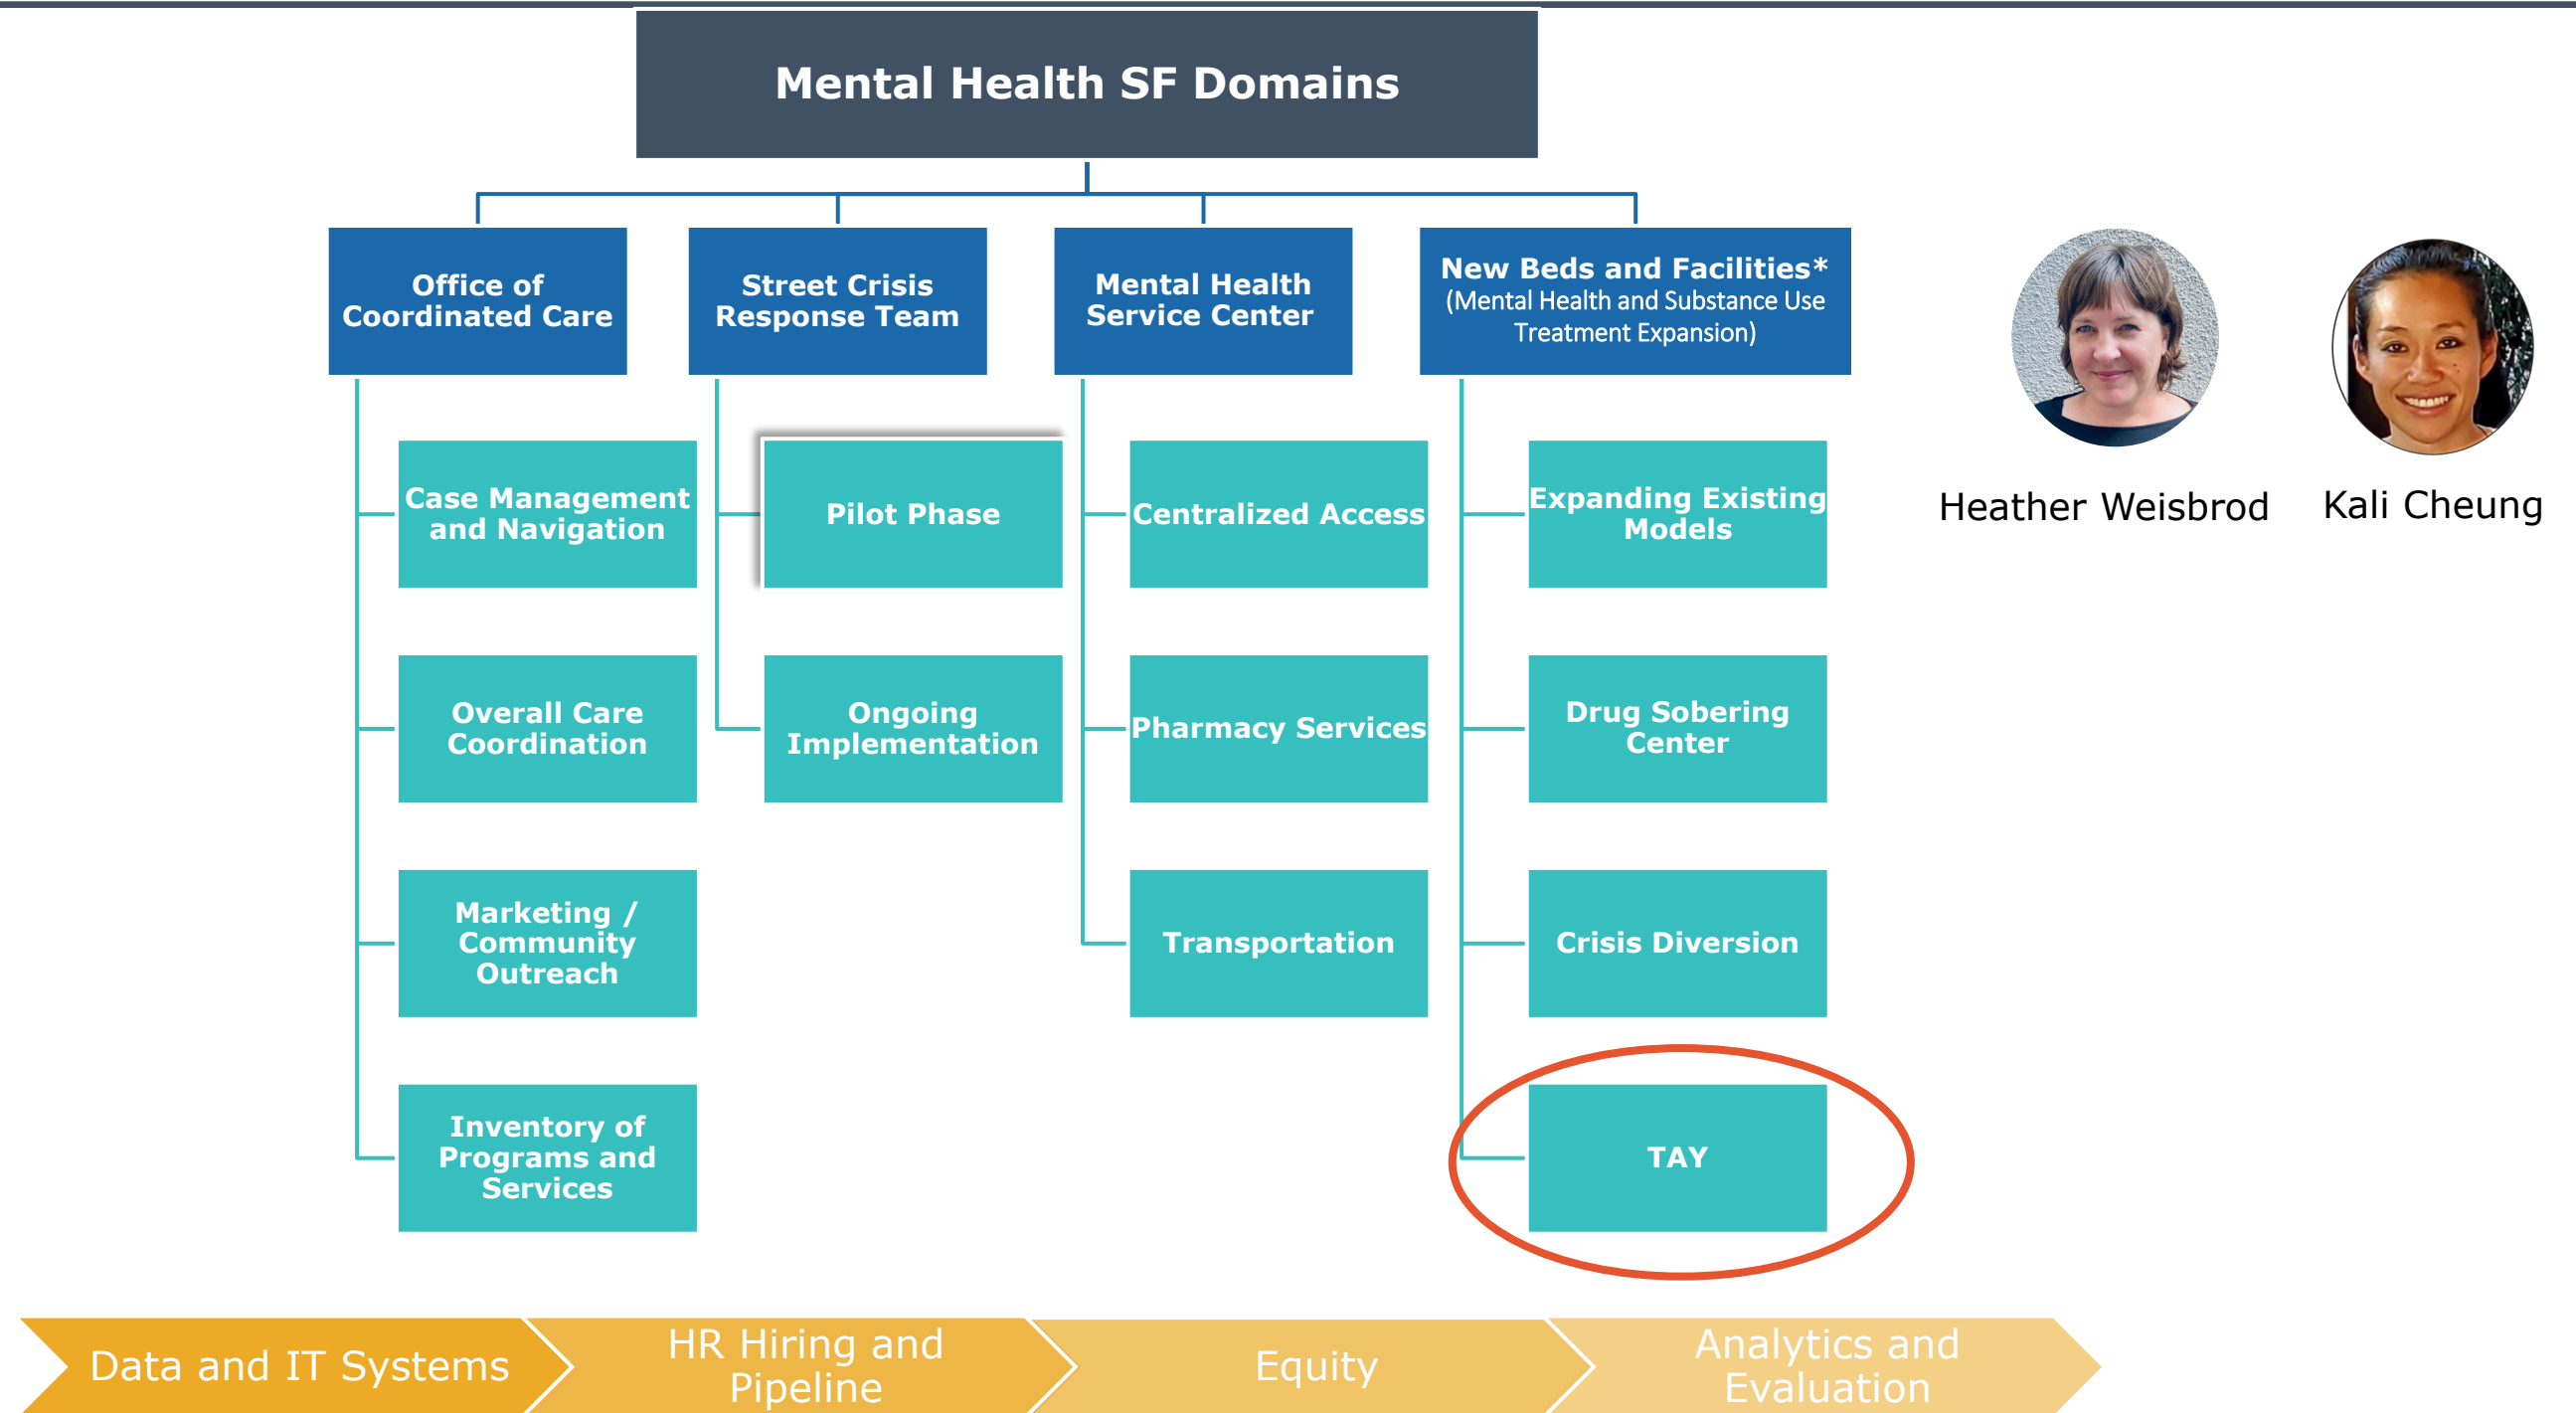 Mental Health SF Domains
Office of
Coordinated Care
Street Crisis
Response Team
Mental Health
Service Center
New Beds and Facilities*
(Mental Health and Substance Use
Treatment Expansion)
Heather Weisbrod
Kali Cheung
Case Management
and Navigation
Overall Care
Coordination
Marketing /
Community
Outreach
Inventory of
Programs and
Services
Pilot Phase
Ongoing
Implementation
Centralized Access
Pharmacy Services
Transportation
Expanding Existing
Models
Drug Sobering
Center
Crisis Diversion
TAY
Data and IT Systems
HR Hiring and
Pipeline
Equity
Analytics and
Evaluation